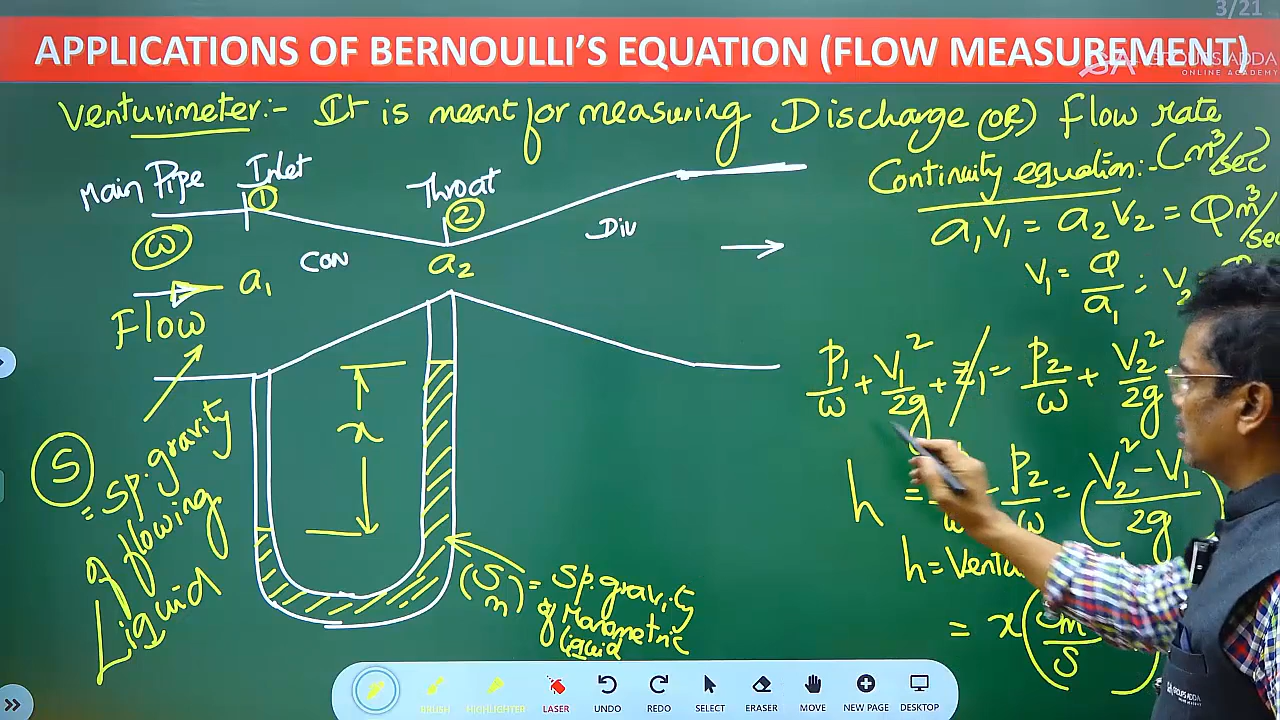 3/21
APPLICATIONS OF BERNOULLI'S EQUATION (FLOW MEASUREMENT)
ONLINE ACADEMY
Venturimeter:- It is meant for measuring Discharge (OR) Flow rate
(m³/sec)
Continuity equation:-
a₁V₁ = a₂V₂ = Q m³/sec
V₁ = Q/a₁ ; V₂
Main Pipe
Inlet
①
Throat
②
ω
Con
Div
a₁
a₂
Flow
P₁/ω + V₁²/2g + Z₁ = P₂/ω + V₂²/2g
h = P₂/ω = (V₂² - V₁/2g)
h =
= x(Sm/S
x
S
= Sp. gravity
of flowing
Liquid
(Sm) = Sp. gravity
of Manometric
liquid
BRUSH HIGHLIGHTER LASER UNDO REDO SELECT ERASER MOVE NEW PAGE DESKTOP